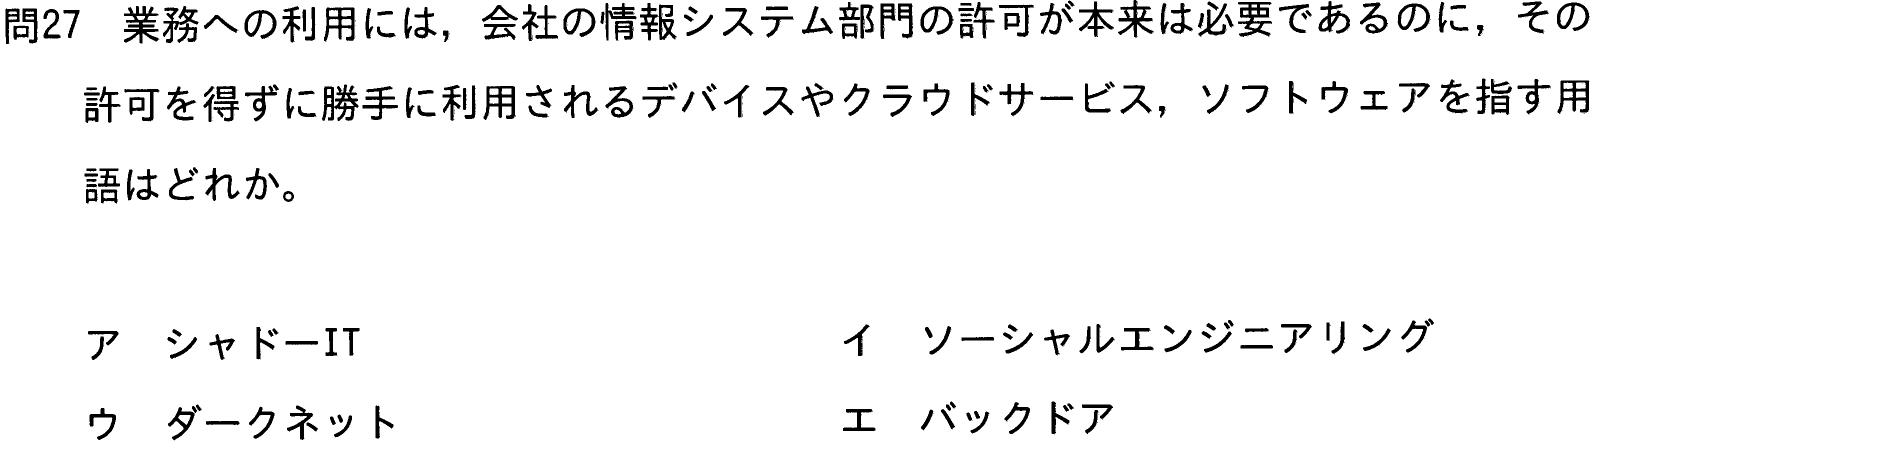 問27　業務への利用には，会社の情報システム部門の許可が本来は必要であるのに，その
許可を得ずに勝手に利用されるデバイスやクラウドサービス，ソフトウェアを指す用
語はどれか。
ア　シャドーIT　イ　ソーシャルエンジニアリング
ウ　ダークネット　エ　バックドア